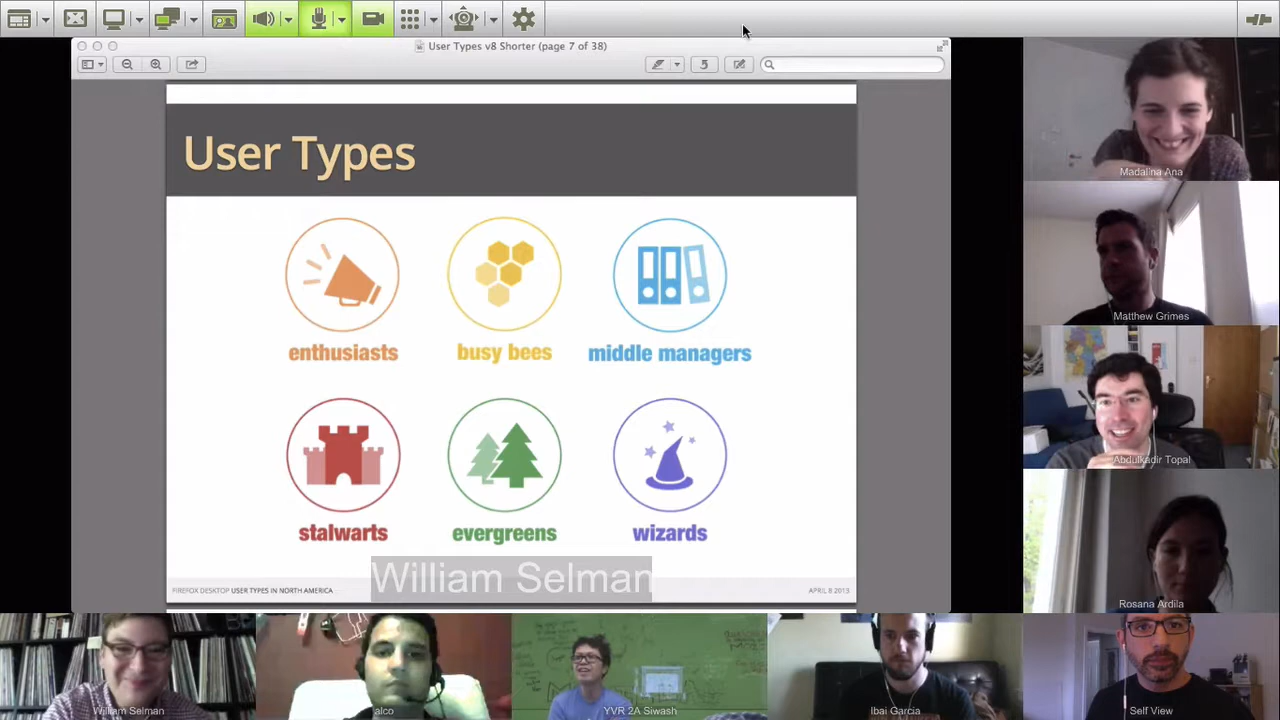 User Types v8 Shorter (page 7 of 38)
5
User Types
enthusiasts
busy bees
middle managers
stalwarts
evergreens
wizards
William Selman
FIREFOX DESKTOP USER TYPES IN NORTH AMERICA
APRIL 8 2013
Madalina Ana
Matthew Grimes
Abdulkadir Topal
Rosana Ardila
William Selman
alco
YVR 2A Siwash
Ibai Garcia
Self View